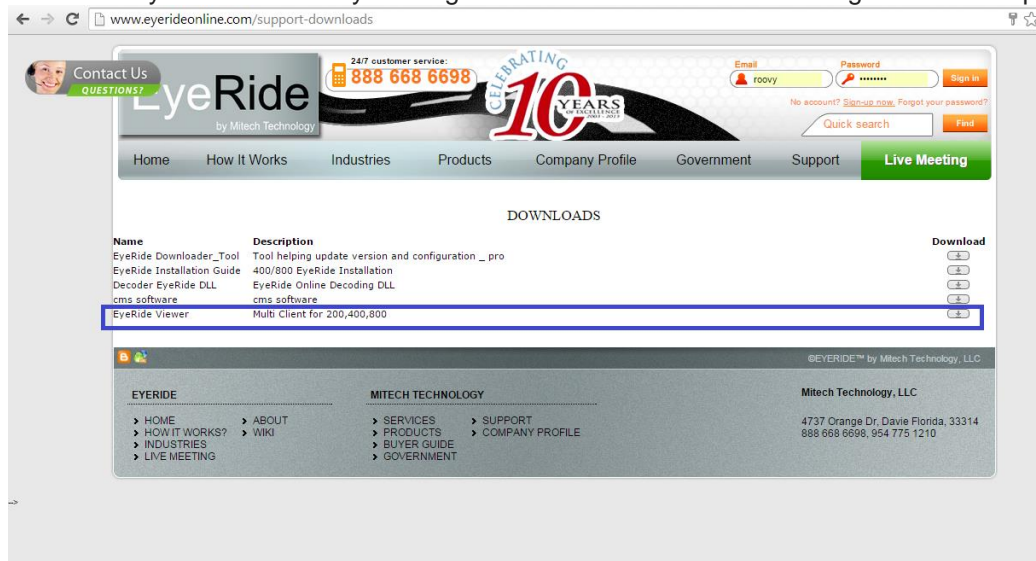 www.eyerideonline.com/support-downloads
Contact Us
QUESTIONS?
EyeRide
by Mitech Technology
24/7 customer service:
888 668 6698
CELEBRATING
10 YEARS
OF EXCELLENCE
2003 - 2013
Email Password
roovy •••••••• Sign in
No account? Sign-up now. Forgot your password?
Quick search Find
Home How It Works Industries Products Company Profile Government Support Live Meeting
DOWNLOADS
Name Description Download
EyeRide Downloader_Tool Tool helping update version and configuration _ pro
EyeRide Installation Guide 400/800 EyeRide Installation
Decoder EyeRide DLL EyeRide Online Decoding DLL
cms software cms software
EyeRide Viewer Multi Client for 200,400,800
©EYERIDE™ by Mitech Technology, LLC
EYERIDE MITECH TECHNOLOGY Mitech Technology, LLC
> HOME > ABOUT > SERVICES > SUPPORT 4737 Orange Dr, Davie Florida, 33314
> HOW IT WORKS? > WIKI > PRODUCTS > COMPANY PROFILE 888 668 6698, 954 775 1210
> INDUSTRIES > BUYER GUIDE
> LIVE MEETING > GOVERNMENT
-->